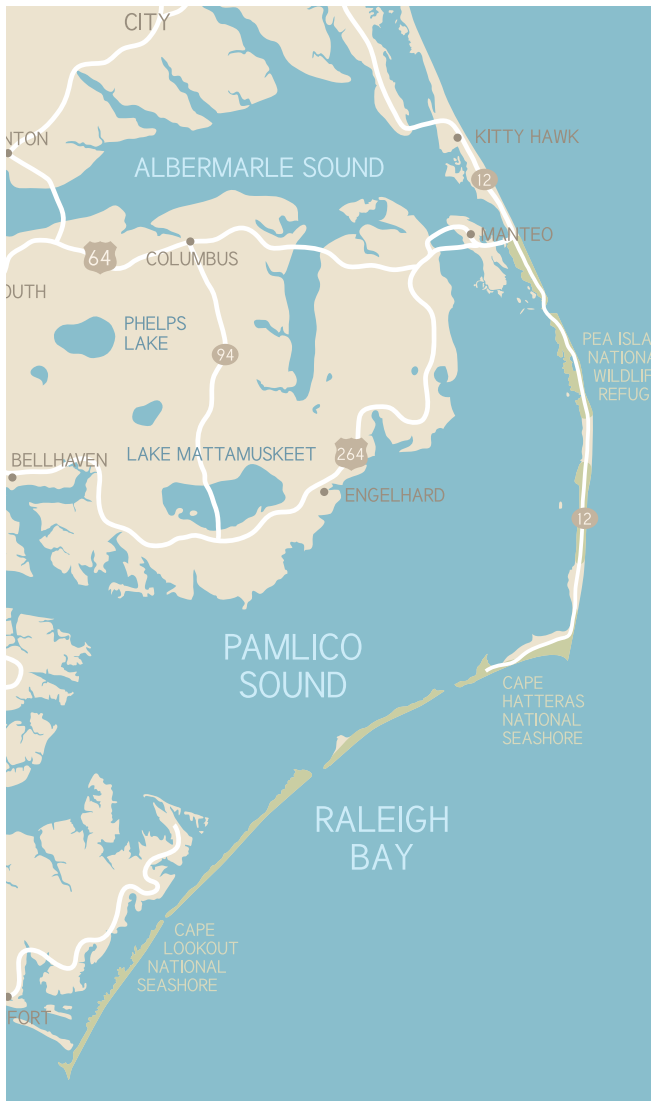 CITY
NTON
KITTY HAWK
ALBERMARLE SOUND
12
MANTEO
64
COLUMBUS
OUTH
PHELPS
LAKE
94
PEA ISLA
NATIONA
WILDLIF
REFUG
LAKE MATTAMUSKEET
264
BELLHAVEN
ENGELHARD
12
PAMLICO
SOUND
CAPE
HATTERAS
NATIONAL
SEASHORE
RALEIGH
BAY
CAPE
LOOKOUT
NATIONAL
SEASHORE
FORT